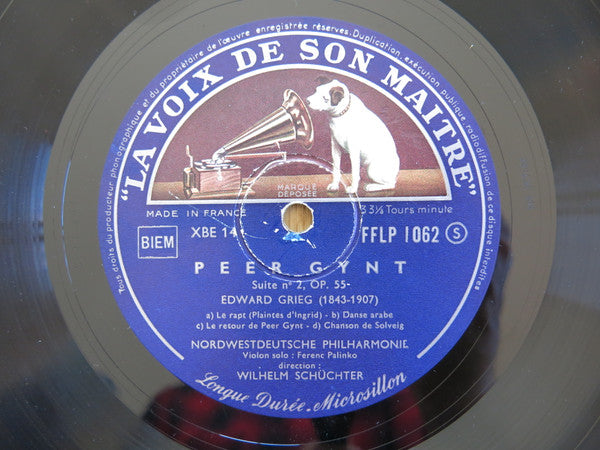 Tous droits du producteur phonographique et du propriétaire de l'œuvre enregistrée réservés. Duplication, exécution publique, radiodiffusion de ce disque interdites
"LA VOIX DE SON MAITRE"
MARQUE
DÉPOSÉE
MADE IN FRANCE
33⅓ Tours minute
BIEM
XBE 14
FFLP 1062 S
PEER GYNT
Suite nº 2, OP. 55-
EDWARD GRIEG (1843-1907)
a) Le rapt (Plaintes d'Ingrid) - b) Danse arabe
c) Le retour de Peer Gynt - d) Chanson de Solveig
NORDWESTDEUTSCHE PHILHARMONIE
Violon solo : Ferenc Palinko
direction :
WILHELM SCHÜCHTER
Longue Durée-Microsillon